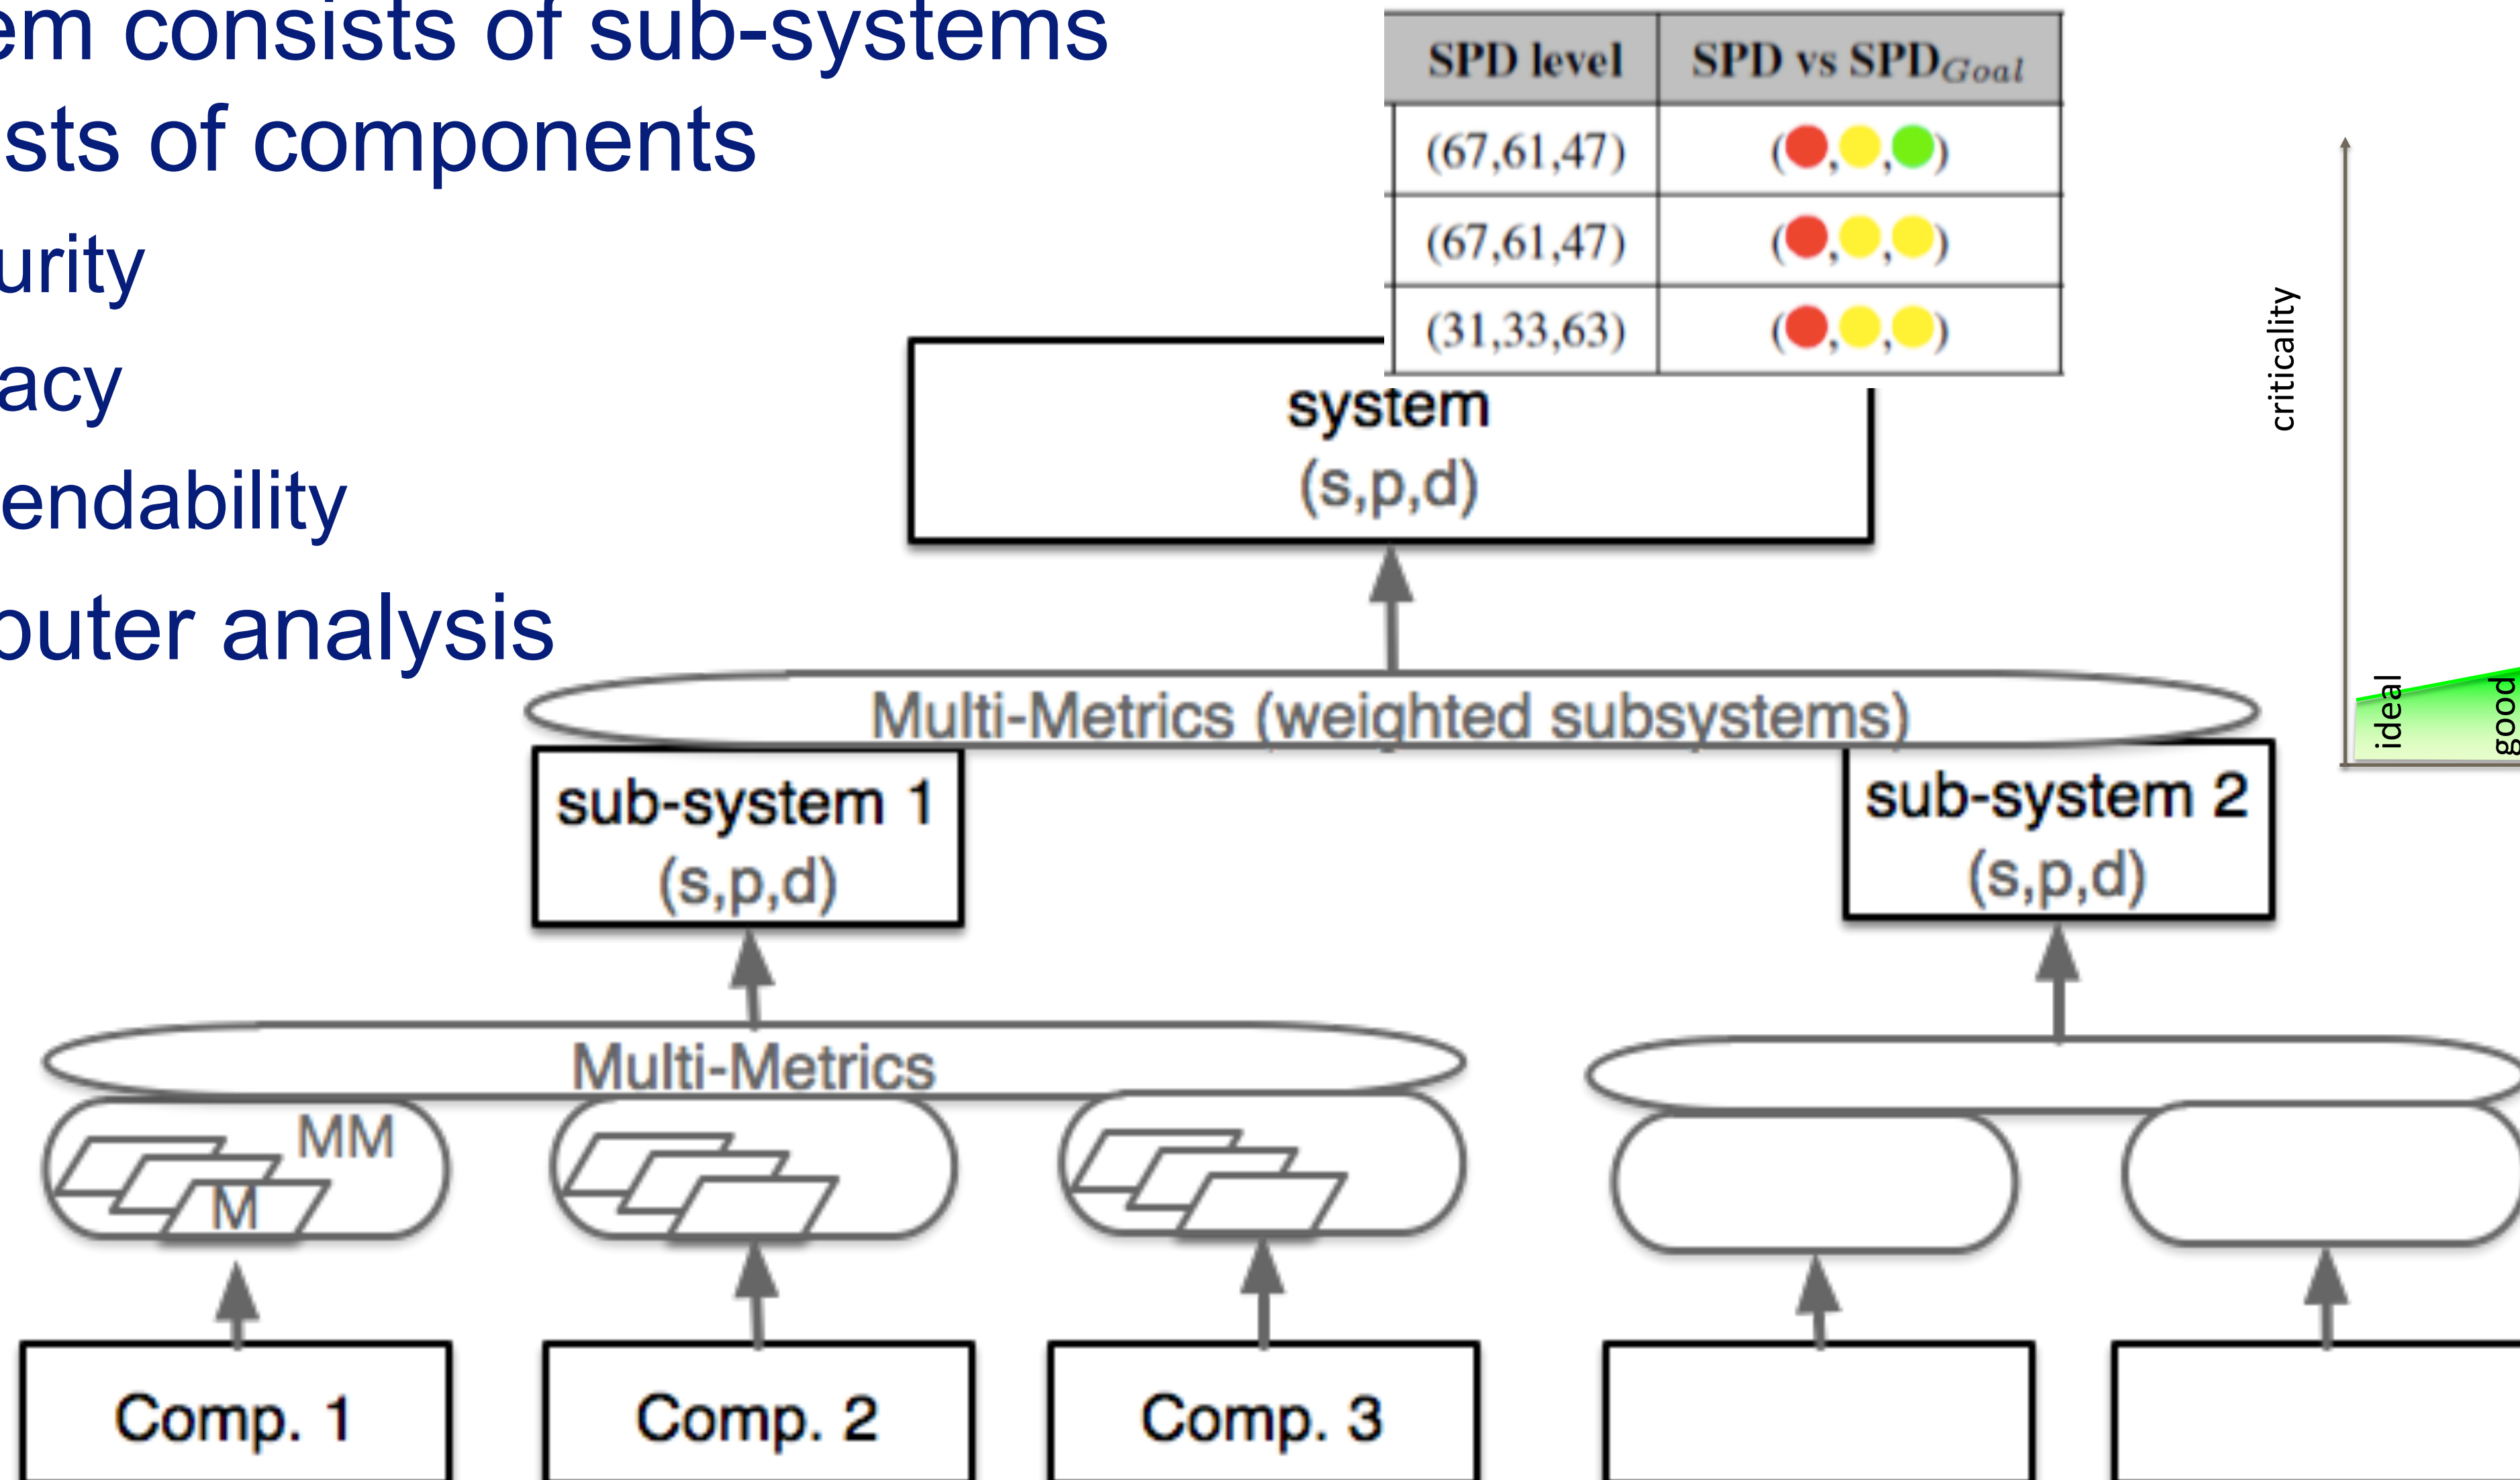 em consists of sub-systems
sts of components
urity
acy
endability
puter analysis
SPD level SPD vs SPD_Goal
(67,61,47) (●,●,●)
(67,61,47) (●,●,●)
(31,33,63) (●,●,●)
criticality
ideal
good
system
(s,p,d)
Multi-Metrics (weighted subsystems)
sub-system 1
(s,p,d)
sub-system 2
(s,p,d)
Multi-Metrics
MM
M
Comp. 1
Comp. 2
Comp. 3